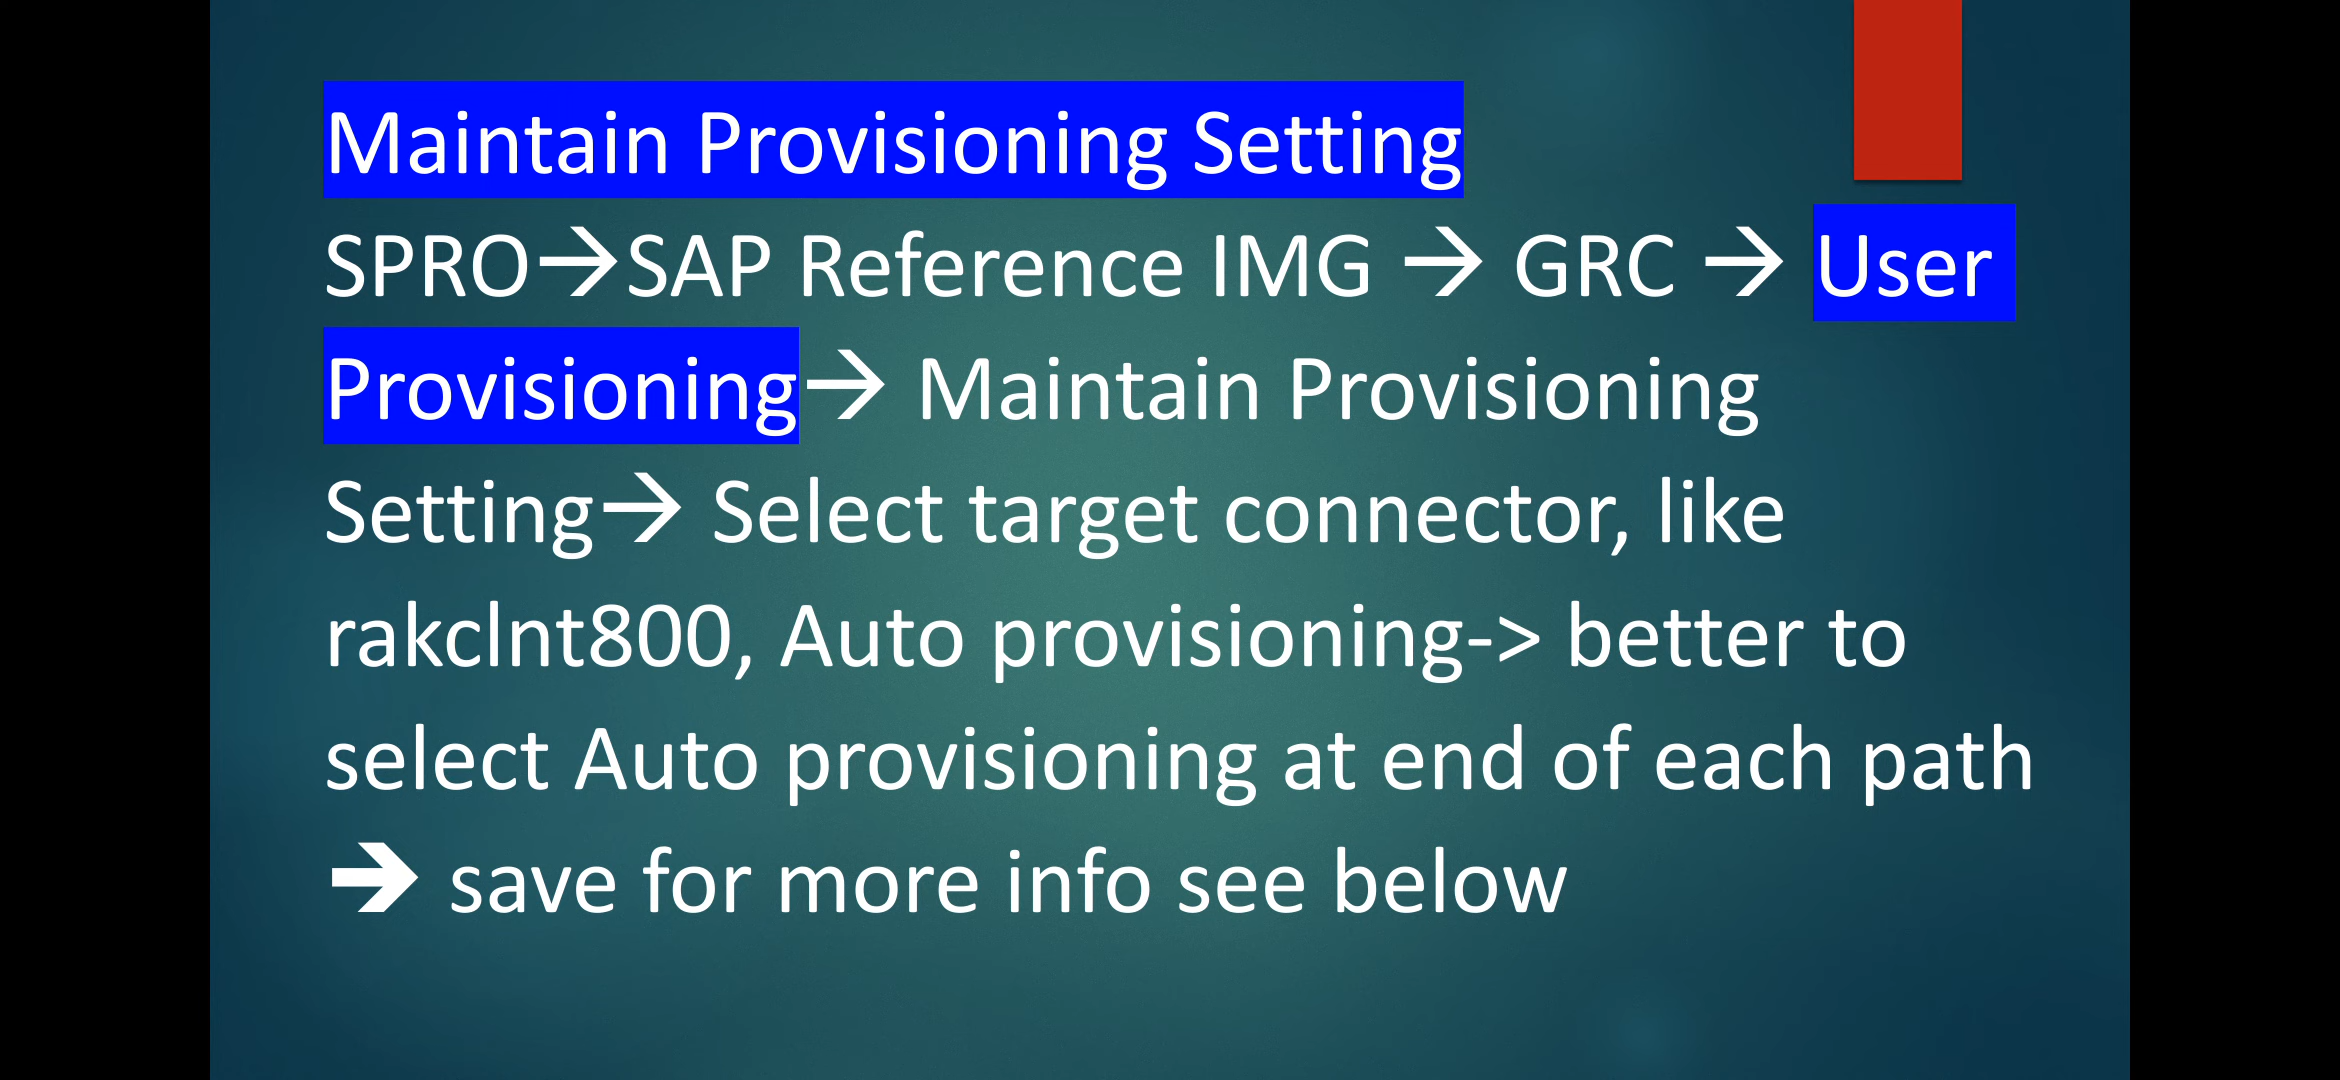 Maintain Provisioning Setting
SPRO→SAP Reference IMG → GRC → User
Provisioning→ Maintain Provisioning
Setting→ Select target connector, like
rakclnt800, Auto provisioning-> better to
select Auto provisioning at end of each path
→ save for more info see below